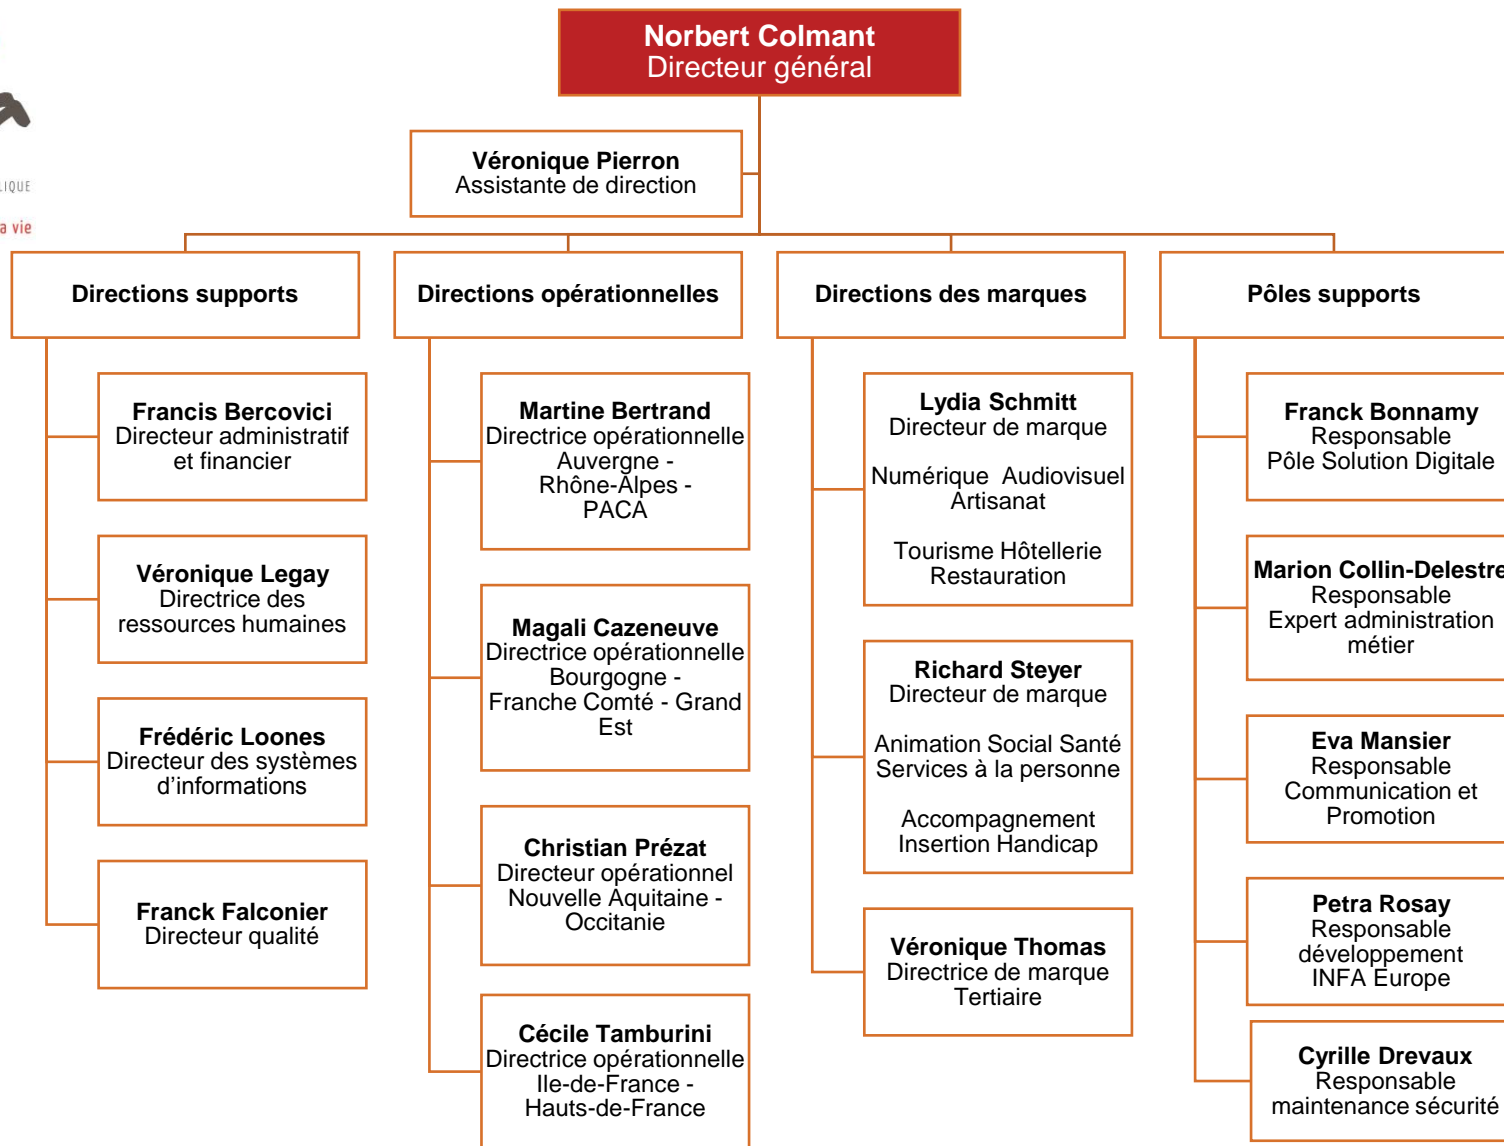 Norbert Colmant
Directeur général
Véronique Pierron
Assistante de direction
a vie
Directions supports
Francis Bercovici
Directeur administratif
et financier
Véronique Legay
Directrice des
ressources humaines
Frédéric Loones
Directeur des systèmes
d’informations
Franck Falconier
Directeur qualité
Directions opérationnelles
Martine Bertrand
Directrice opérationnelle
Auvergne -
Rhône-Alpes -
PACA
Magali Cazeneuve
Directrice opérationnelle
Bourgogne -
Franche Comté - Grand
Est
Christian Prézat
Directeur opérationnel
Nouvelle Aquitaine -
Occitanie
Cécile Tamburini
Directrice opérationnelle
Ile-de-France -
Hauts-de-France
Directions des marques
Lydia Schmitt
Directeur de marque
Numérique Audiovisuel
Artisanat
Tourisme Hôtellerie
Restauration
Richard Steyer
Directeur de marque
Animation Social Santé
Services à la personne
Accompagnement
Insertion Handicap
Véronique Thomas
Directrice de marque
Tertiaire
Pôles supports
Franck Bonnamy
Responsable
Pôle Solution Digitale
Marion Collin-Delestre
Responsable
Expert administration
métier
Eva Mansier
Responsable
Communication et
Promotion
Petra Rosay
Responsable
développement
INFA Europe
Cyrille Drevaux
Responsable
maintenance sécurité